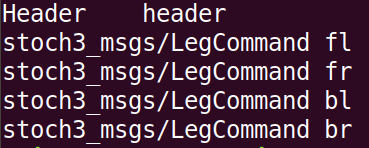 Header    header
stoch3_msgs/LegCommand fl
stoch3_msgs/LegCommand fr
stoch3_msgs/LegCommand bl
stoch3_msgs/LegCommand br